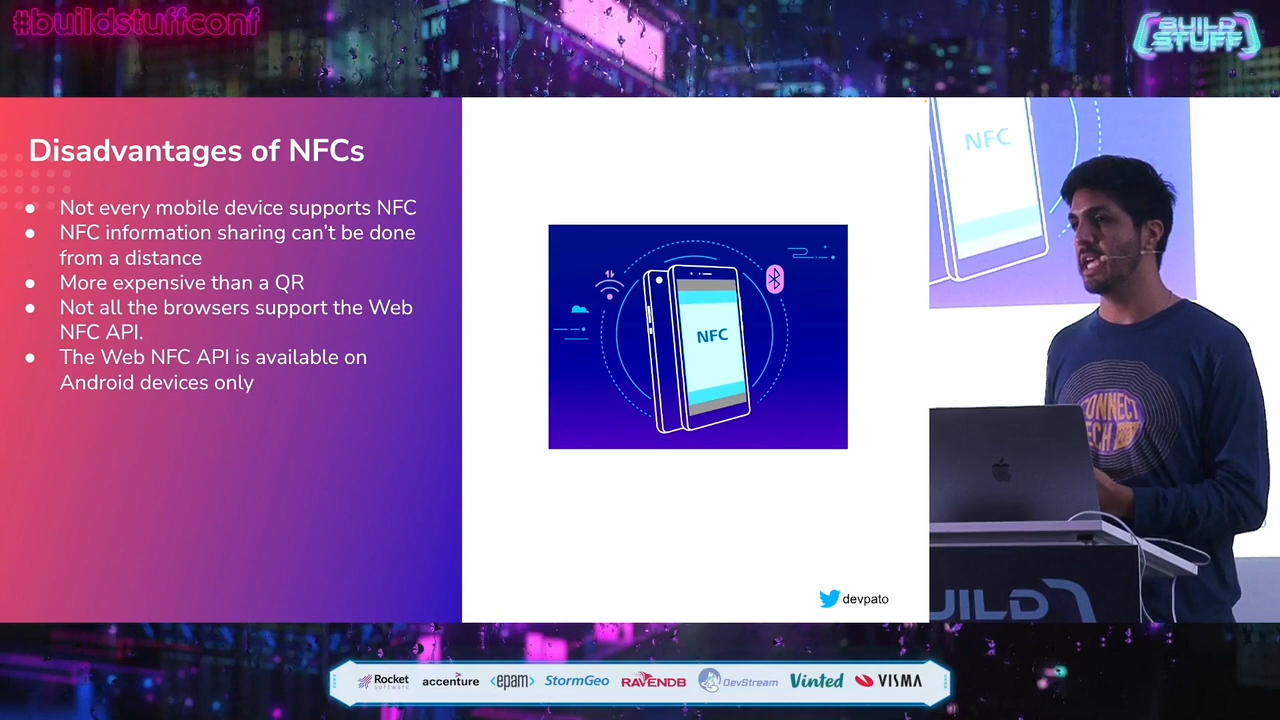 #buildstuffconf
BUILD
STUFF
Disadvantages of NFCs
● Not every mobile device supports NFC
● NFC information sharing can’t be done
from a distance
● More expensive than a QR
● Not all the browsers support the Web
NFC API.
● The Web NFC API is available on
Android devices only
NFC
devpato
NFC
CONNECT
TECH
UILD
Rocket
software
accenture
<epam>
StormGeo
RAVENDB
DevStream
Vinted
VISMA